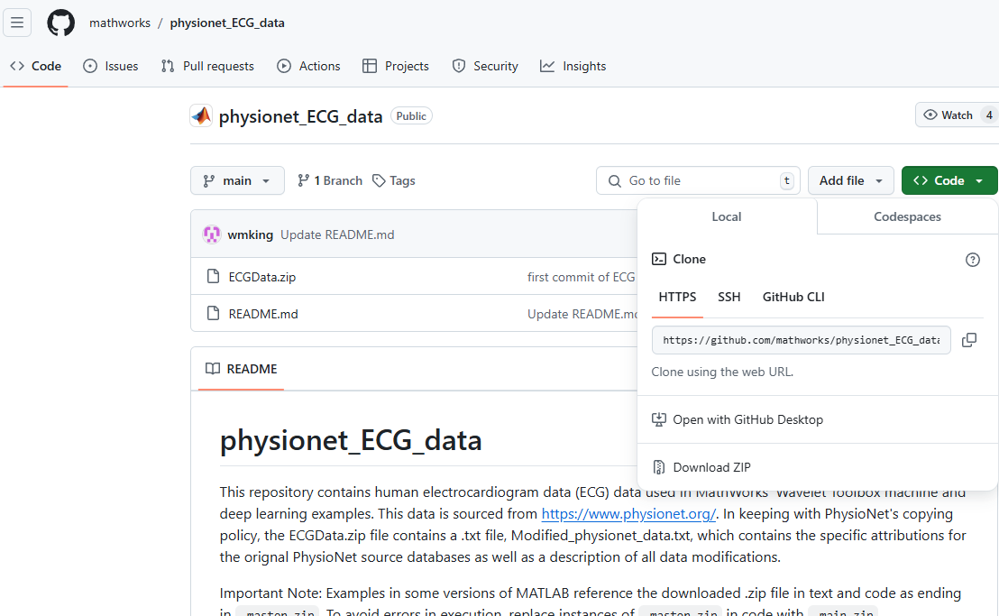 mathworks / physionet_ECG_data
Code Issues Pull requests Actions Projects Security Insights
physionet_ECG_data Public Watch 4
main 1 Branch Tags Go to file t Add file Code
Local Codespaces
wmking Update README.md
Clone
ECGData.zip first commit of ECG
HTTPS SSH GitHub CLI
README.md Update README.md
https://github.com/mathworks/physionet_ECG_data
Clone using the web URL.
README
Open with GitHub Desktop
Download ZIP
physionet_ECG_data
This repository contains human electrocardiogram data (ECG) data used in MathWorks' Wavelet Toolbox machine and
deep learning examples. This data is sourced from https://www.physionet.org/. In keeping with PhysioNet's copying
policy, the ECGData.zip file contains a .txt file, Modified_physionet_data.txt, which contains the specific attributions for
the orignal PhysioNet source databases as well as a description of all data modifications.
Important Note: Examples in some versions of MATLAB reference the downloaded .zip file in text and code as ending
in -master.zip. To avoid errors in execution, replace instances of -master.zip in code with -main.zip.